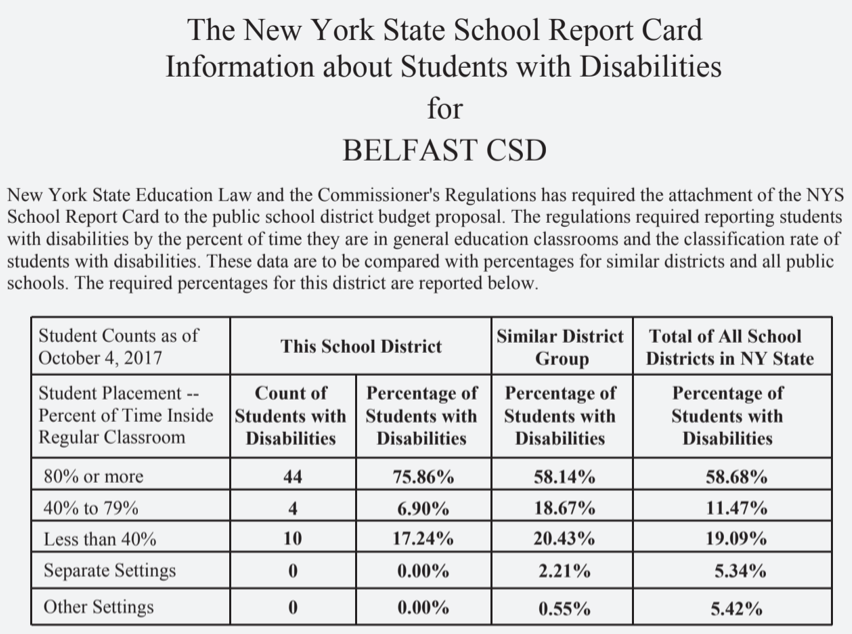 The New York State School Report Card
Information about Students with Disabilities
for
BELFAST CSD
New York State Education Law and the Commissioner's Regulations has required the attachment of the NYS
School Report Card to the public school district budget proposal. The regulations required reporting students
with disabilities by the percent of time they are in general education classrooms and the classification rate of
students with disabilities. These data are to be compared with percentages for similar districts and all public
schools. The required percentages for this district are reported below.
Student Counts as of
October 4, 2017
This School District
Similar District
Group
Total of All School
Districts in NY State
Student Placement --
Percent of Time Inside
Regular Classroom
Count of
Students with
Disabilities
Percentage of
Students with
Disabilities
Percentage of
Students with
Disabilities
Percentage of
Students with
Disabilities
80% or more 44 75.86% 58.14% 58.68%
40% to 79% 4 6.90% 18.67% 11.47%
Less than 40% 10 17.24% 20.43% 19.09%
Separate Settings 0 0.00% 2.21% 5.34%
Other Settings 0 0.00% 0.55% 5.42%